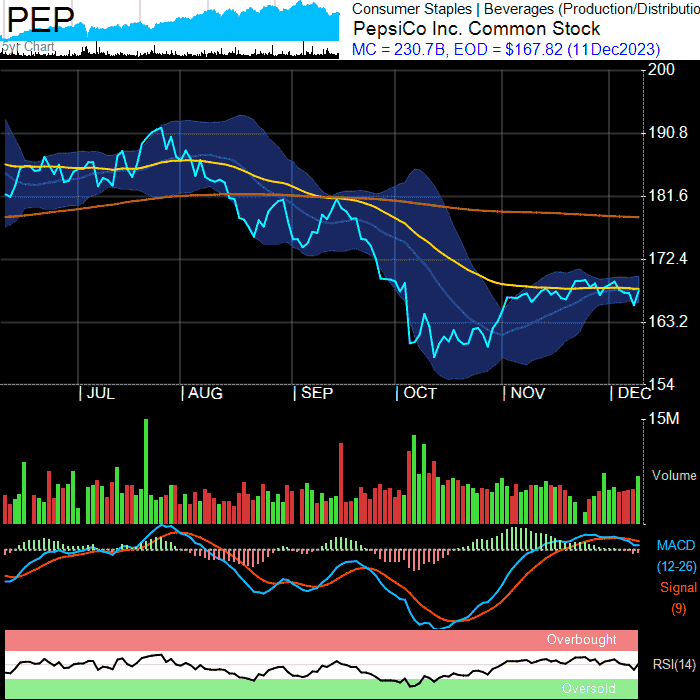 PEP
5yr Chart
Consumer Staples | Beverages (Production/Distributio
PepsiCo Inc. Common Stock
MC = 230.7B, EOD = $167.82 (11Dec2023)
200
190.8
181.6
172.4
163.2
154
| JUL | AUG | SEP | OCT | NOV | DEC
15M
Volume
MACD
(12-26)
Signal
(9)
Overbought
RSI(14)
Oversold